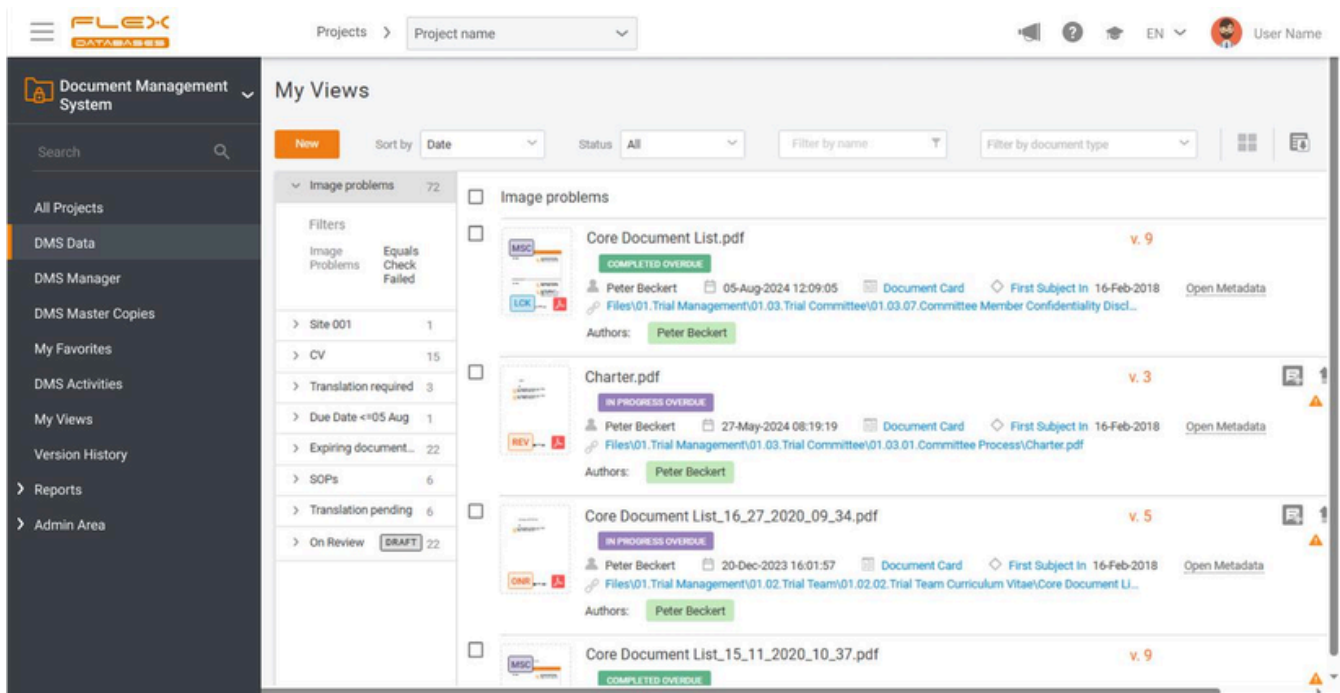 FLEX
DATABASES
Projects > Project name
EN
User Name
Document Management
System
Search
All Projects
DMS Data
DMS Manager
DMS Master Copies
My Favorites
DMS Activities
My Views
Version History
Reports
Admin Area
My Views
New Sort by Date Status All Filter by name Filter by document type
Image problems 72
Filters
Image Equals
Problems Check
Failed
Site 001 1
CV 15
Translation required 3
Due Date <=05 Aug 1
Expiring document... 22
SOPs 6
Translation pending 6
On Review DRAFT 22
Image problems
MSC
LCK
Core Document List.pdf v. 9
COMPLETED OVERDUE
Peter Beckert 05-Aug-2024 12:09:05 Document Card First Subject In 16-Feb-2018 Open Metadata
Files\01.Trial Management\01.03.Trial Committee\01.03.07.Committee Member Confidentiality Discl...
Authors: Peter Beckert
REV
Charter.pdf v. 3
IN PROGRESS OVERDUE
Peter Beckert 27-May-2024 08:19:19 Document Card First Subject In 16-Feb-2018 Open Metadata
Files\01.Trial Management\01.03.Trial Committee\01.03.01.Committee Process\Charter.pdf
Authors: Peter Beckert
ONR
Core Document List_16_27_2020_09_34.pdf v. 5
IN PROGRESS OVERDUE
Peter Beckert 20-Dec-2023 16:01:57 Document Card First Subject In 16-Feb-2018 Open Metadata
Files\01.Trial Management\01.02.Trial Team\01.02.02.Trial Team Curriculum Vitae\Core Document Li...
Authors: Peter Beckert
MSC
Core Document List_15_11_2020_10_37.pdf v. 9
COMPLETED OVERDUE